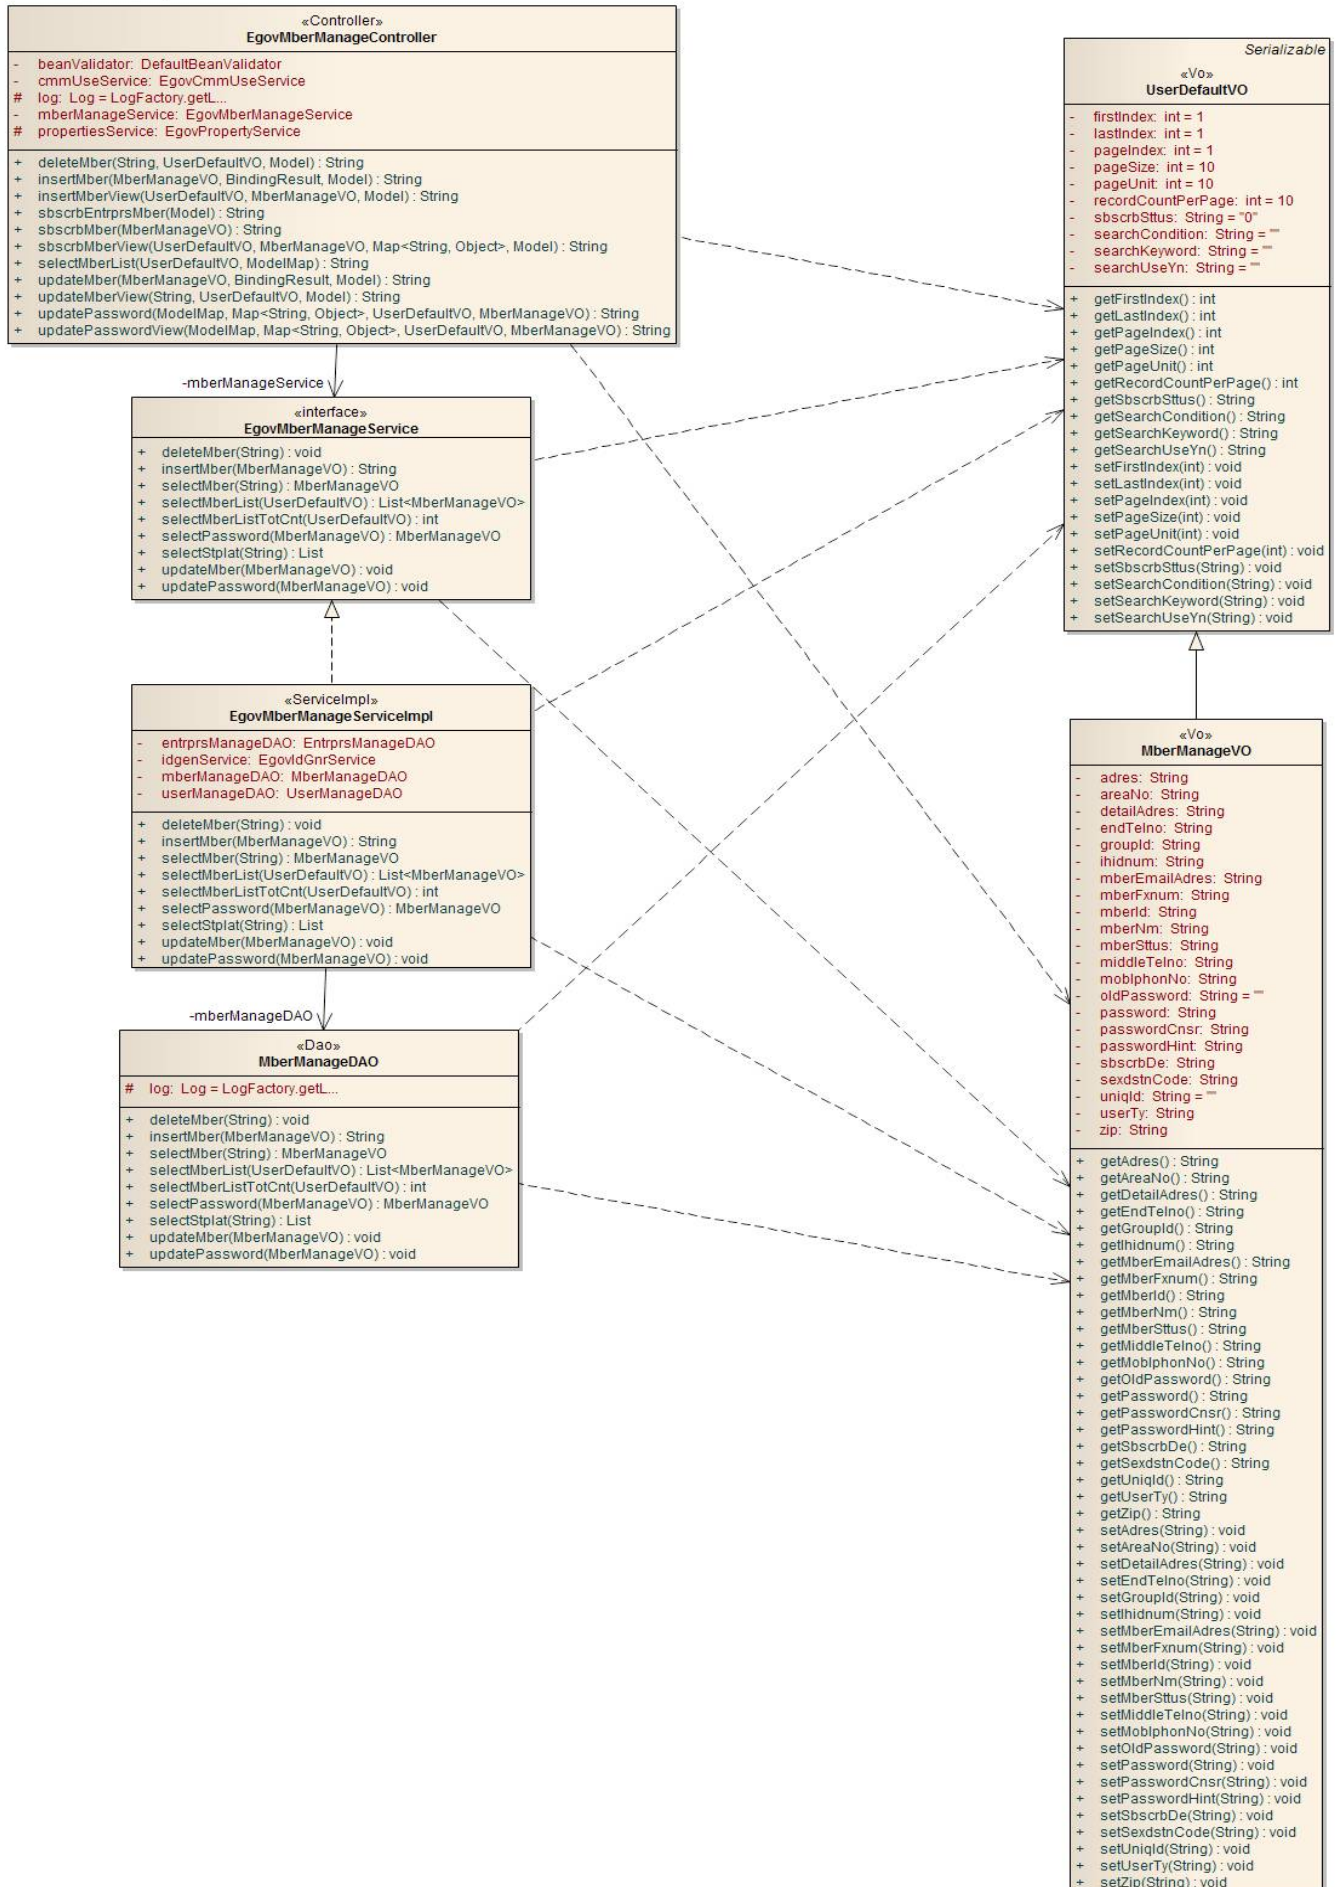 «Controller»
EgovMberManageController
- beanValidator: DefaultBeanValidator
- cmmUseService: EgovCmmUseService
# log: Log = LogFactory.getL...
- mberManageService: EgovMberManageService
# propertiesService: EgovPropertyService
+ deleteMber(String, UserDefaultVO, Model) : String
+ insertMber(MberManageVO, BindingResult, Model) : String
+ insertMberView(UserDefaultVO, MberManageVO, Model) : String
+ sbscrbEntrprsMber(Model) : String
+ sbscrbMber(MberManageVO) : String
+ sbscrbMberView(UserDefaultVO, MberManageVO, Map<String, Object>, Model) : String
+ selectMberList(UserDefaultVO, ModelMap) : String
+ updateMber(MberManageVO, BindingResult, Model) : String
+ updateMberView(String, UserDefaultVO, Model) : String
+ updatePassword(ModelMap, Map<String, Object>, UserDefaultVO, MberManageVO) : String
+ updatePasswordView(ModelMap, Map<String, Object>, UserDefaultVO, MberManageVO) : String
-mberManageService
«interface»
EgovMberManageService
+ deleteMber(String) : void
+ insertMber(MberManageVO) : String
+ selectMber(String) : MberManageVO
+ selectMberList(UserDefaultVO) : List<MberManageVO>
+ selectMberListTotCnt(UserDefaultVO) : int
+ selectPassword(MberManageVO) : MberManageVO
+ selectStplat(String) : List
+ updateMber(MberManageVO) : void
+ updatePassword(MberManageVO) : void
«ServiceImpl»
EgovMberManageServiceImpl
- entrprsManageDAO: EntrprsManageDAO
- idgenService: EgovIdGnrService
- mberManageDAO: MberManageDAO
- userManageDAO: UserManageDAO
+ deleteMber(String) : void
+ insertMber(MberManageVO) : String
+ selectMber(String) : MberManageVO
+ selectMberList(UserDefaultVO) : List<MberManageVO>
+ selectMberListTotCnt(UserDefaultVO) : int
+ selectPassword(MberManageVO) : MberManageVO
+ selectStplat(String) : List
+ updateMber(MberManageVO) : void
+ updatePassword(MberManageVO) : void
-mberManageDAO
«Dao»
MberManageDAO
# log: Log = LogFactory.getL...
+ deleteMber(String) : void
+ insertMber(MberManageVO) : String
+ selectMber(String) : MberManageVO
+ selectMberList(UserDefaultVO) : List<MberManageVO>
+ selectMberListTotCnt(UserDefaultVO) : int
+ selectPassword(MberManageVO) : MberManageVO
+ selectStplat(String) : List
+ updateMber(MberManageVO) : void
+ updatePassword(MberManageVO) : void
Serializable
«Vo»
UserDefaultVO
- firstIndex: int = 1
- lastIndex: int = 1
- pageIndex: int = 1
- pageSize: int = 10
- pageUnit: int = 10
- recordCountPerPage: int = 10
- sbscrbSttus: String = "0"
- searchCondition: String = ""
- searchKeyword: String = ""
- searchUseYn: String = ""
+ getFirstIndex() : int
+ getLastIndex() : int
+ getPageIndex() : int
+ getPageSize() : int
+ getPageUnit() : int
+ getRecordCountPerPage() : int
+ getSbscrbSttus() : String
+ getSearchCondition() : String
+ getSearchKeyword() : String
+ getSearchUseYn() : String
+ setFirstIndex(int) : void
+ setLastIndex(int) : void
+ setPageIndex(int) : void
+ setPageSize(int) : void
+ setPageUnit(int) : void
+ setRecordCountPerPage(int) : void
+ setSbscrbSttus(String) : void
+ setSearchCondition(String) : void
+ setSearchKeyword(String) : void
+ setSearchUseYn(String) : void
«Vo»
MberManageVO
- adres: String
- areaNo: String
- detailAdres: String
- endTelno: String
- groupId: String
- ihidnum: String
- mberEmailAdres: String
- mberFxnum: String
- mberId: String
- mberNm: String
- mberSttus: String
- middleTelno: String
- moblphonNo: String
- oldPassword: String = ""
- password: String
- passwordCnsr: String
- passwordHint: String
- sbscrbDe: String
- sexdstnCode: String
- uniqId: String = ""
- userTy: String
- zip: String
+ getAdres() : String
+ getAreaNo() : String
+ getDetailAdres() : String
+ getEndTelno() : String
+ getGroupId() : String
+ getIhidnum() : String
+ getMberEmailAdres() : String
+ getMberFxnum() : String
+ getMberId() : String
+ getMberNm() : String
+ getMberSttus() : String
+ getMiddleTelno() : String
+ getMoblphonNo() : String
+ getOldPassword() : String
+ getPassword() : String
+ getPasswordCnsr() : String
+ getPasswordHint() : String
+ getSbscrbDe() : String
+ getSexdstnCode() : String
+ getUniqId() : String
+ getUserTy() : String
+ getZip() : String
+ setAdres(String) : void
+ setAreaNo(String) : void
+ setDetailAdres(String) : void
+ setEndTelno(String) : void
+ setGroupId(String) : void
+ setIhidnum(String) : void
+ setMberEmailAdres(String) : void
+ setMberFxnum(String) : void
+ setMberId(String) : void
+ setMberNm(String) : void
+ setMberSttus(String) : void
+ setMiddleTelno(String) : void
+ setMoblphonNo(String) : void
+ setOldPassword(String) : void
+ setPassword(String) : void
+ setPasswordCnsr(String) : void
+ setPasswordHint(String) : void
+ setSbscrbDe(String) : void
+ setSexdstnCode(String) : void
+ setUniqId(String) : void
+ setUserTy(String) : void
+ setZip(String) : void